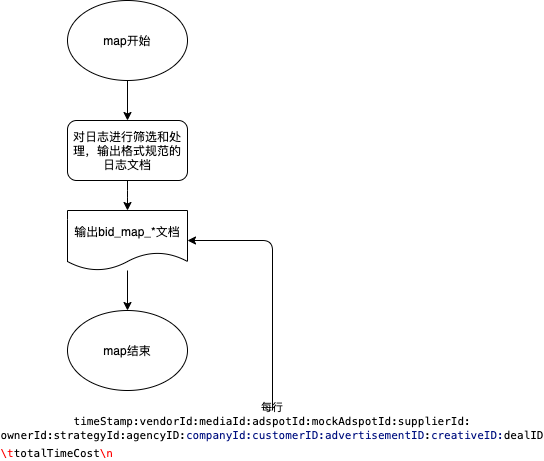 map开始
对日志进行筛选和处
理，输出格式规范的
日志文档
输出bid_map_*文档
map结束
每行
timeStamp:vendorId:mediaId:adspotId:mockAdspotId:supplierId:
ownerId:strategyId:agencyID:companyId:customerID:advertisementID:creativeID:dealID
\ttotalTimeCost\n